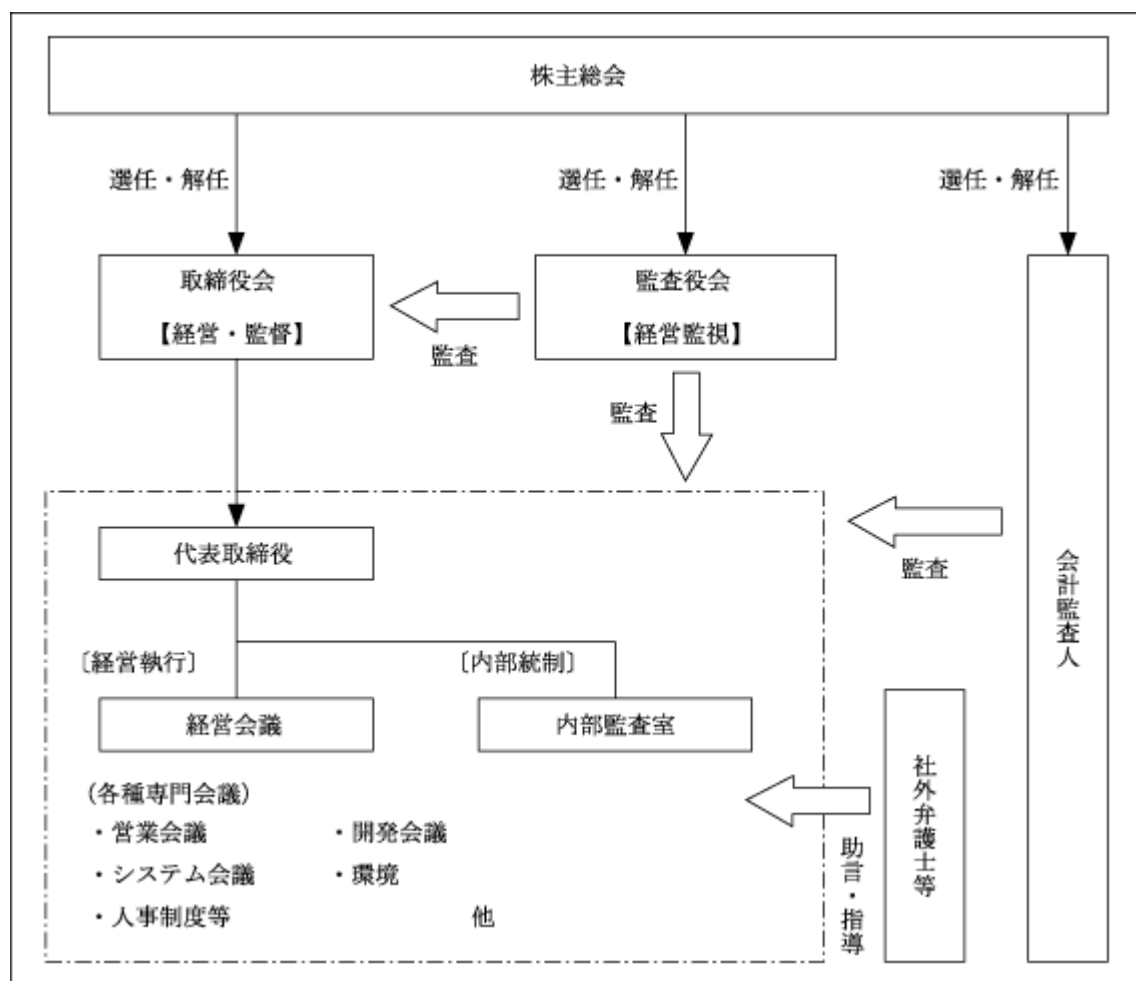 株主総会
選任・解任
選任・解任
選任・解任
取締役会
【経営・監督】
監査役会
【経営監視】
監査
監査
代表取締役
監査
会計監査人
〔経営執行〕
〔内部統制〕
経営会議
内部監査室
社外弁護士等
助言・指導
(各種専門会議)
・営業会議
・開発会議
・システム会議
・環境
・人事制度等
他